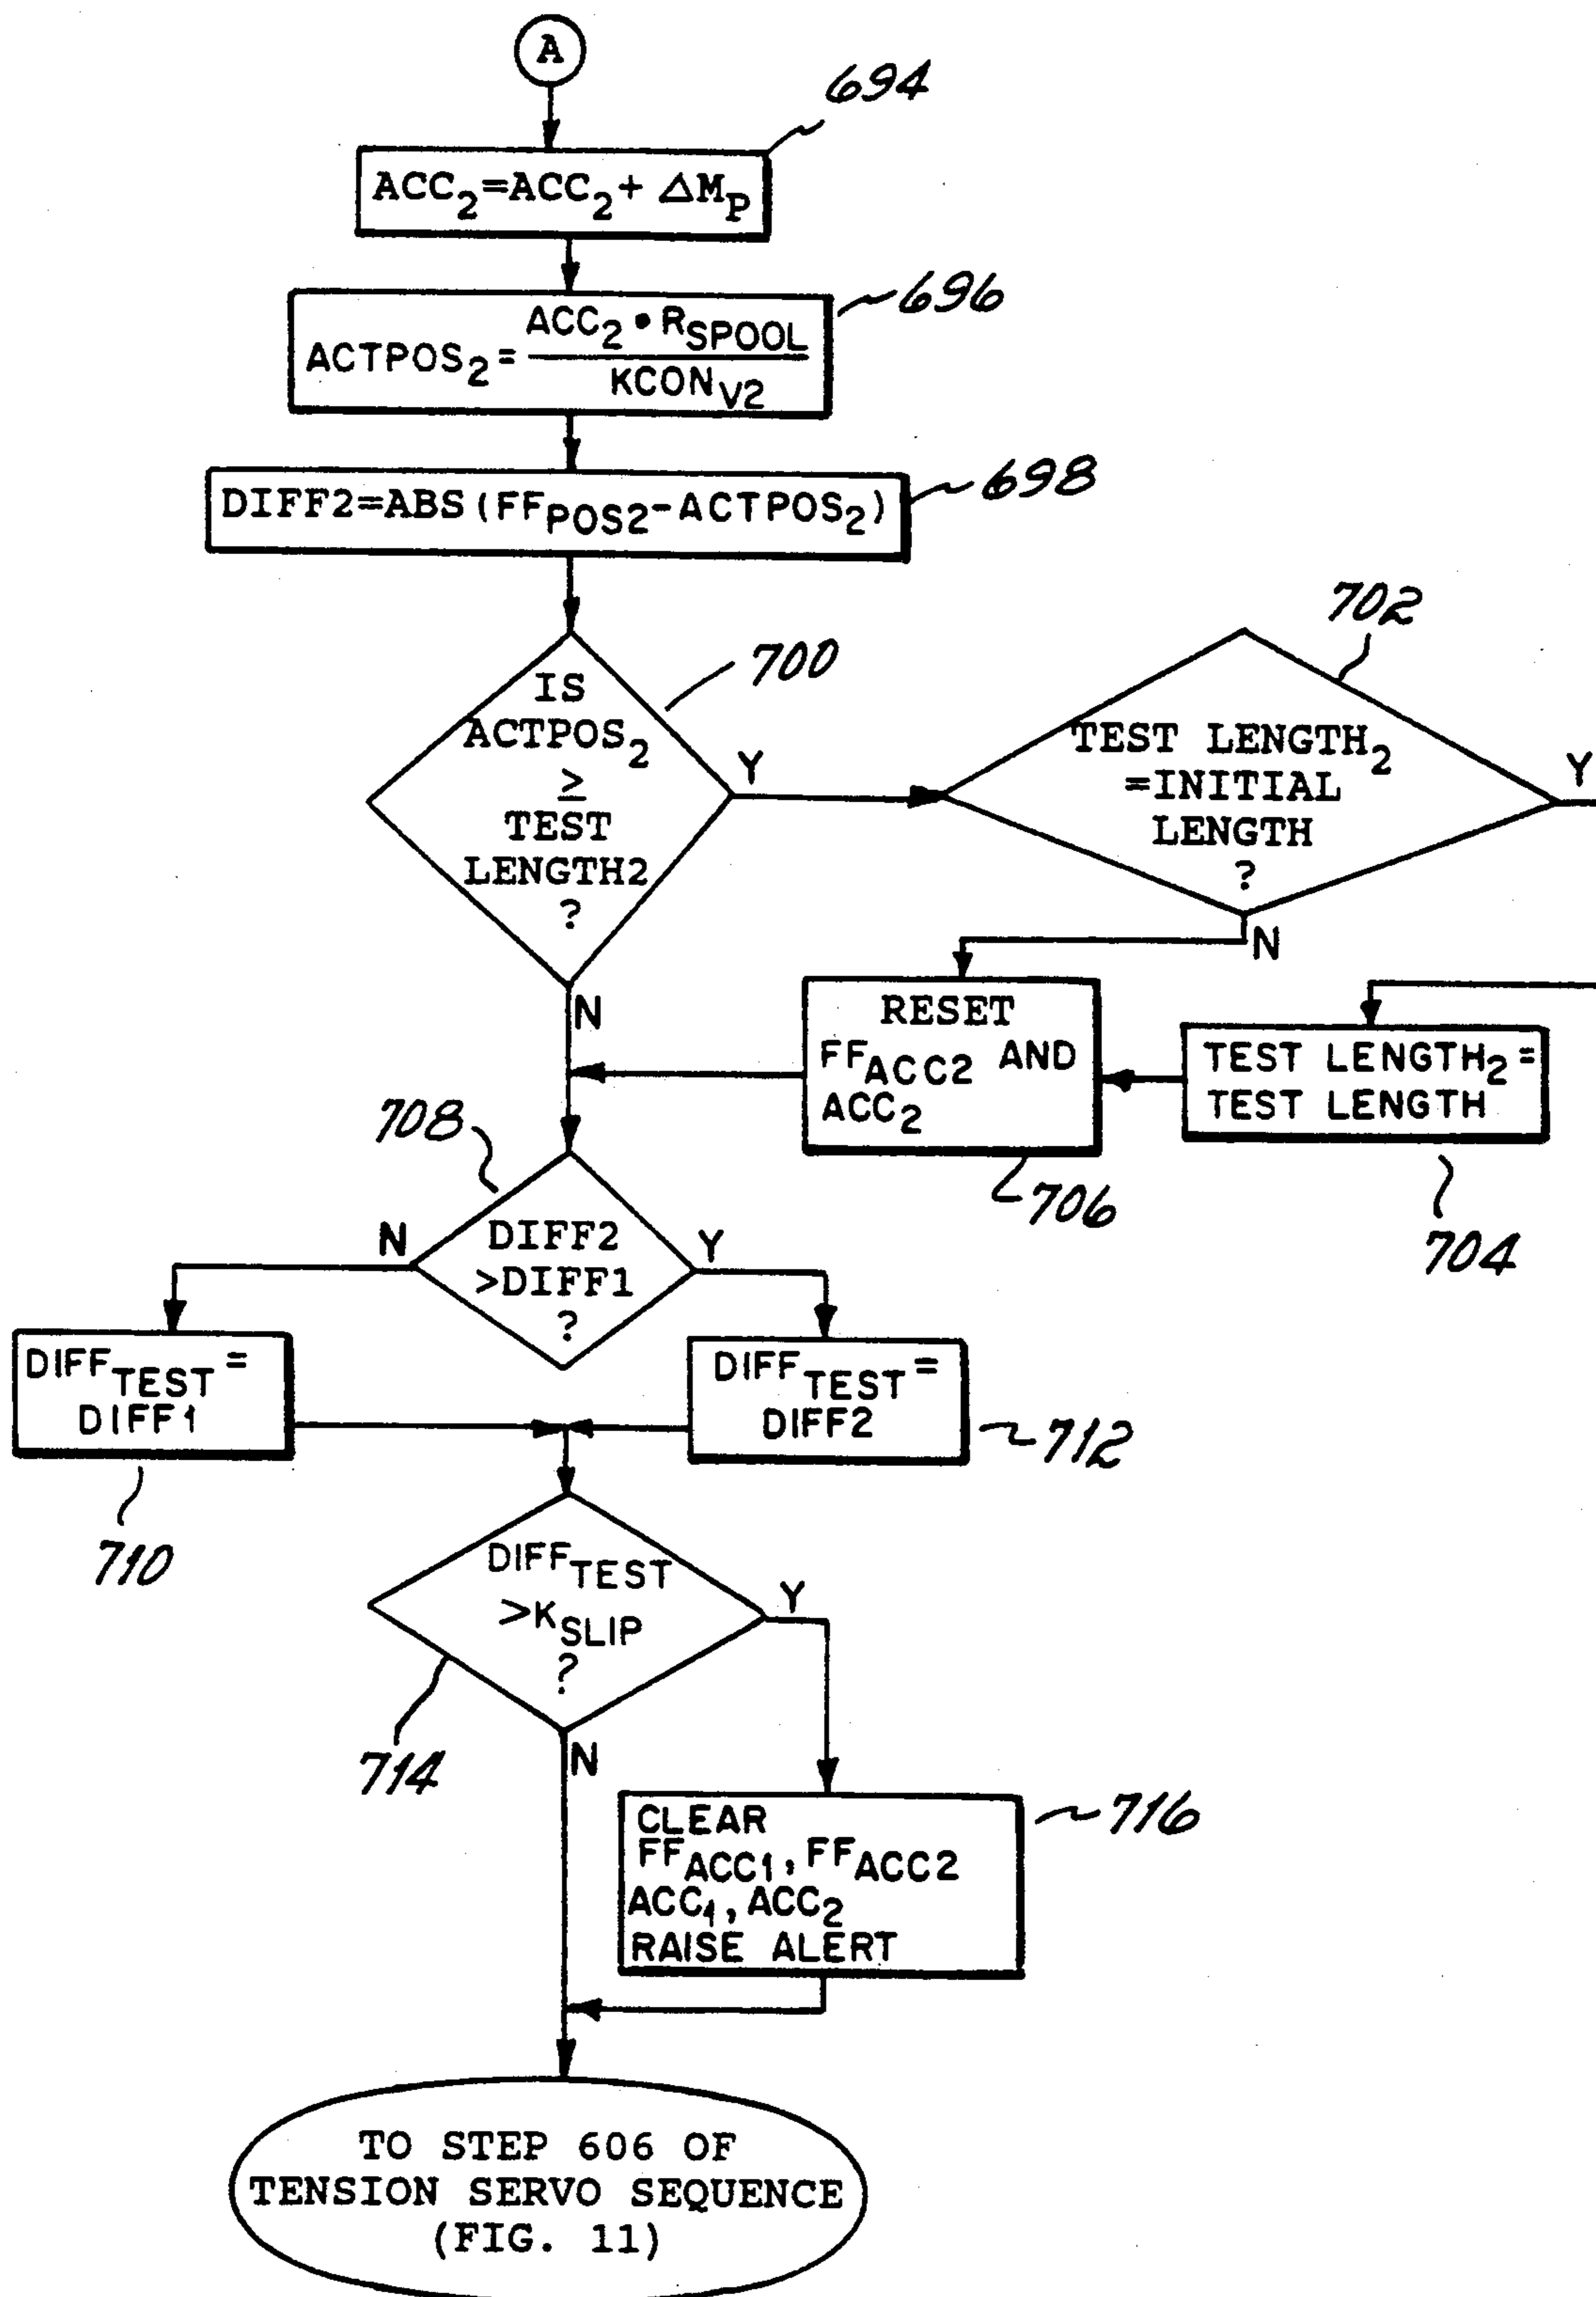 A
694
ACC2=ACC2+ ΔMP
696
ACC2 • RSPOOL
ACTPOS2=
KCONV2
698
DIFF2=ABS(FFPOS2-ACTPOS2)
700
IS
ACTPOS2
≥
TEST
LENGTH2
?
Y
N
702
TEST LENGTH2
=INITIAL
LENGTH
?
Y
N
RESET
FFACC2 AND
ACC2
706
TEST LENGTH2=
TEST LENGTH
704
708
DIFF2
>DIFF1
?
N
Y
DIFFTEST=
DIFF1
710
DIFFTEST=
DIFF2
712
DIFFTEST
>KSLIP
?
714
Y
N
CLEAR
FFACC1, FFACC2
ACC1, ACC2
RAISE ALERT
716
TO STEP 606 OF
TENSION SERVO SEQUENCE
(FIG. 11)